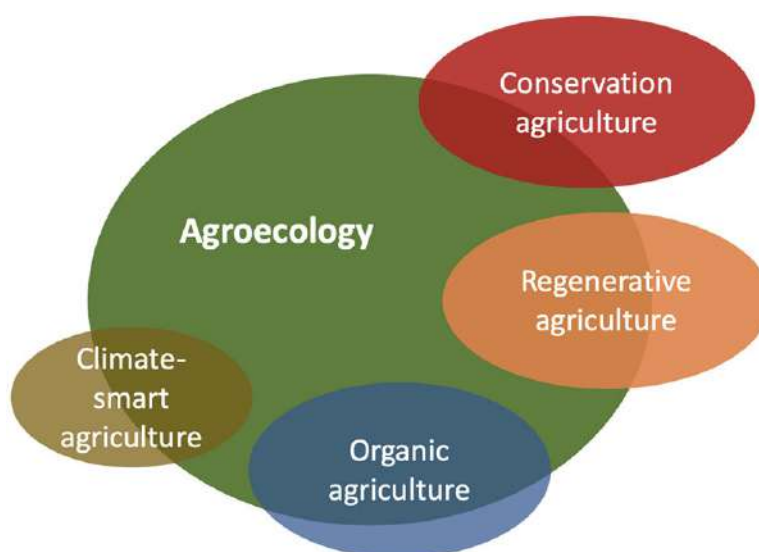 Conservation
agriculture
Agroecology
Regenerative
agriculture
Climate-
smart
agriculture
Organic
agriculture